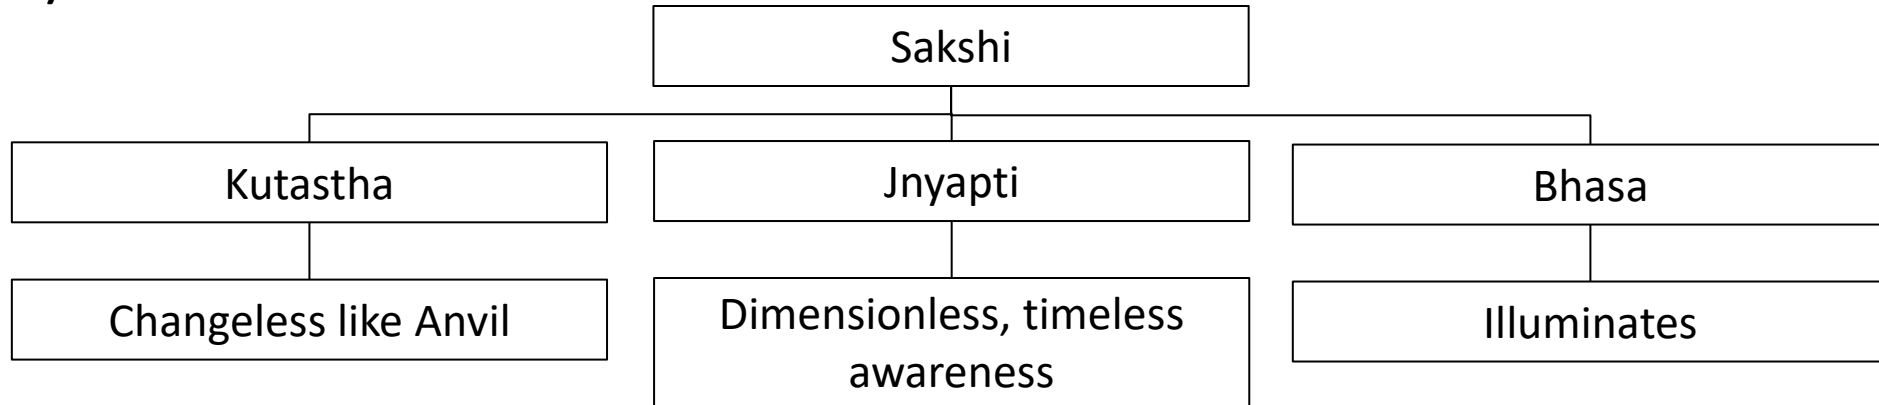 Sakshi
Kutastha
Jnyapti
Bhasa
Changeless like Anvil
Dimensionless, timeless
awareness
Illuminates